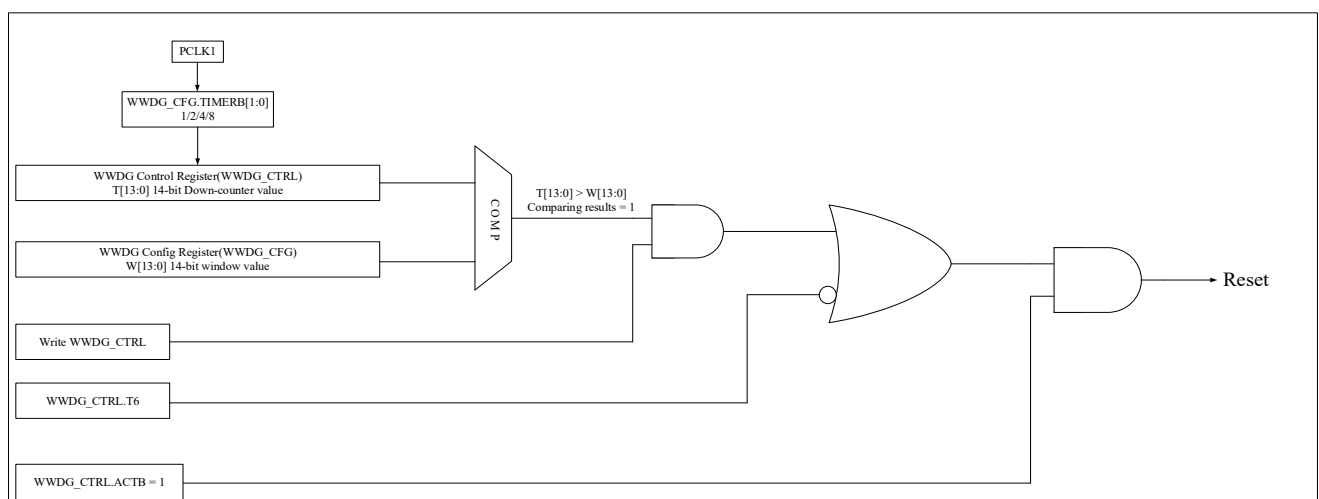 PCLK1
WWDG_CFG.TIMERB[1:0]
1/2/4/8
WWDG Control Register(WWDG_CTRL)
T[13:0] 14-bit Down-counter value
COMP
T[13:0] > W[13:0]
Comparing results = 1
WWDG Config Register(WWDG_CFG)
W[13:0] 14-bit window value
Reset
Write WWDG_CTRL
WWDG_CTRL.T6
WWDG_CTRL.ACTB = 1